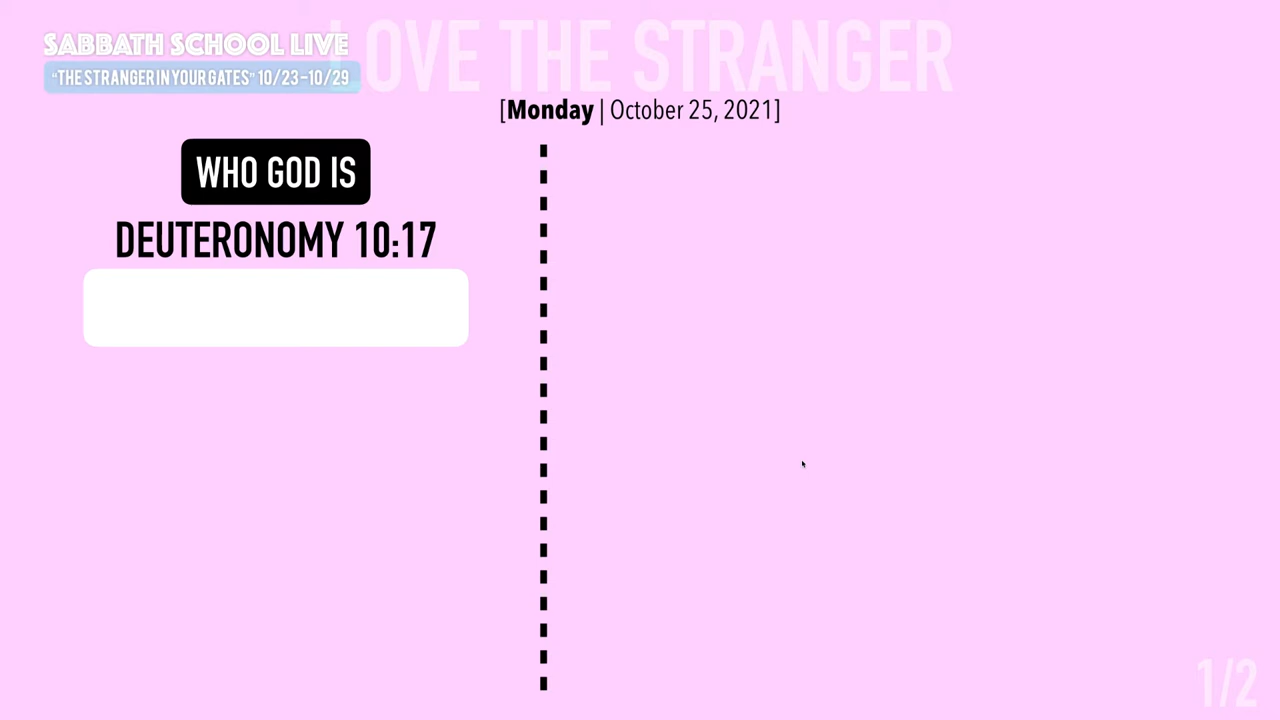 LOVE THE STRANGER
SABBATH SCHOOL LIVE
"THE STRANGER IN YOUR GATES" 10/23-10/29
[Monday | October 25, 2021]
WHO GOD IS
DEUTERONOMY 10:17
1/2